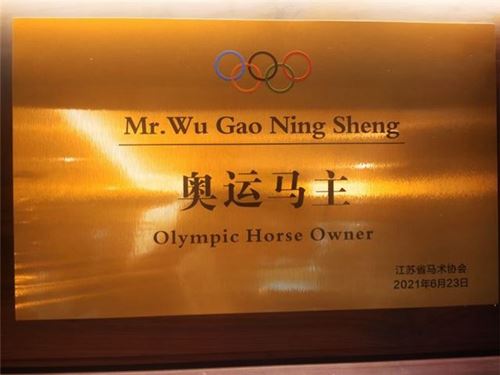 Mr.Wu Gao Ning Sheng
奥运马主
Olympic Horse Owner
江苏省马术协会
2021年6月23日